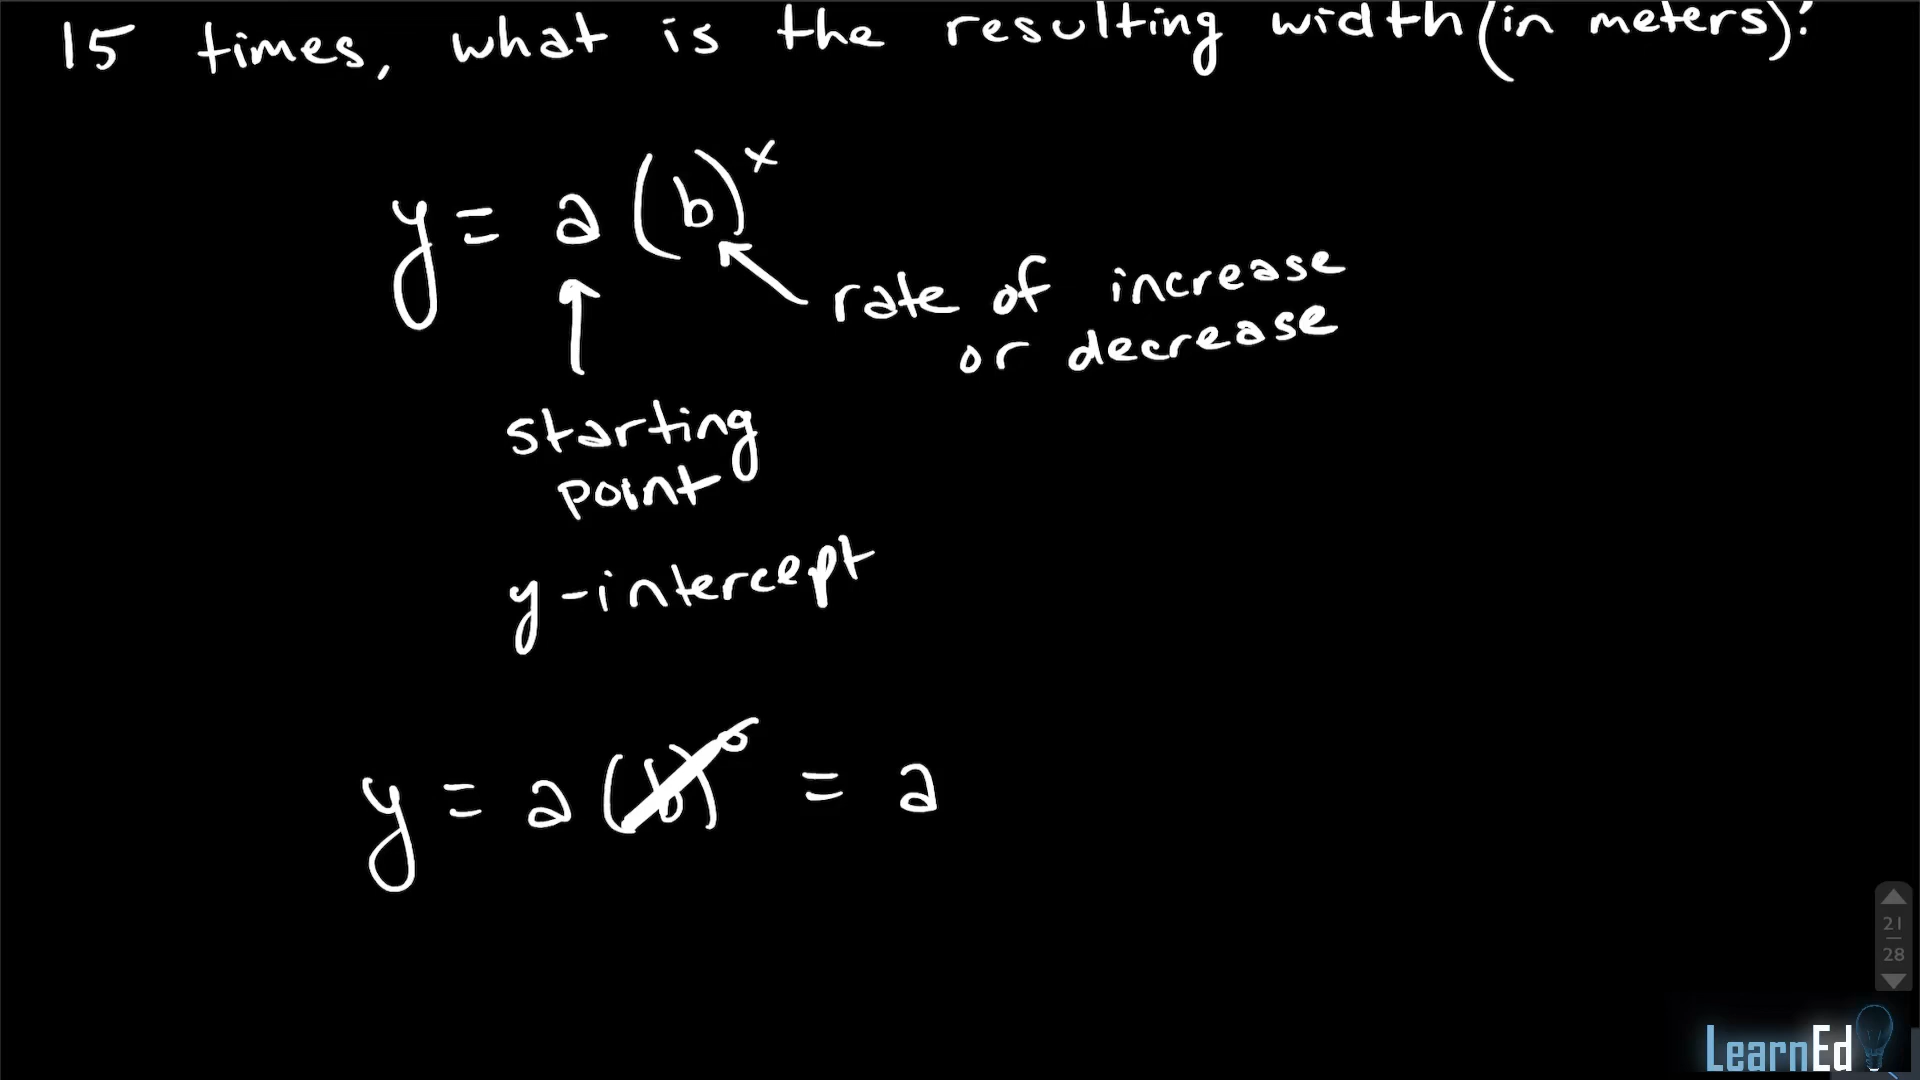 15 times, what is the resulting width (in meters)?
y = a (b)^x
rate of increase
or decrease
starting
point
y-intercept
y = a (b)^0 = a
21
28
LearnEd